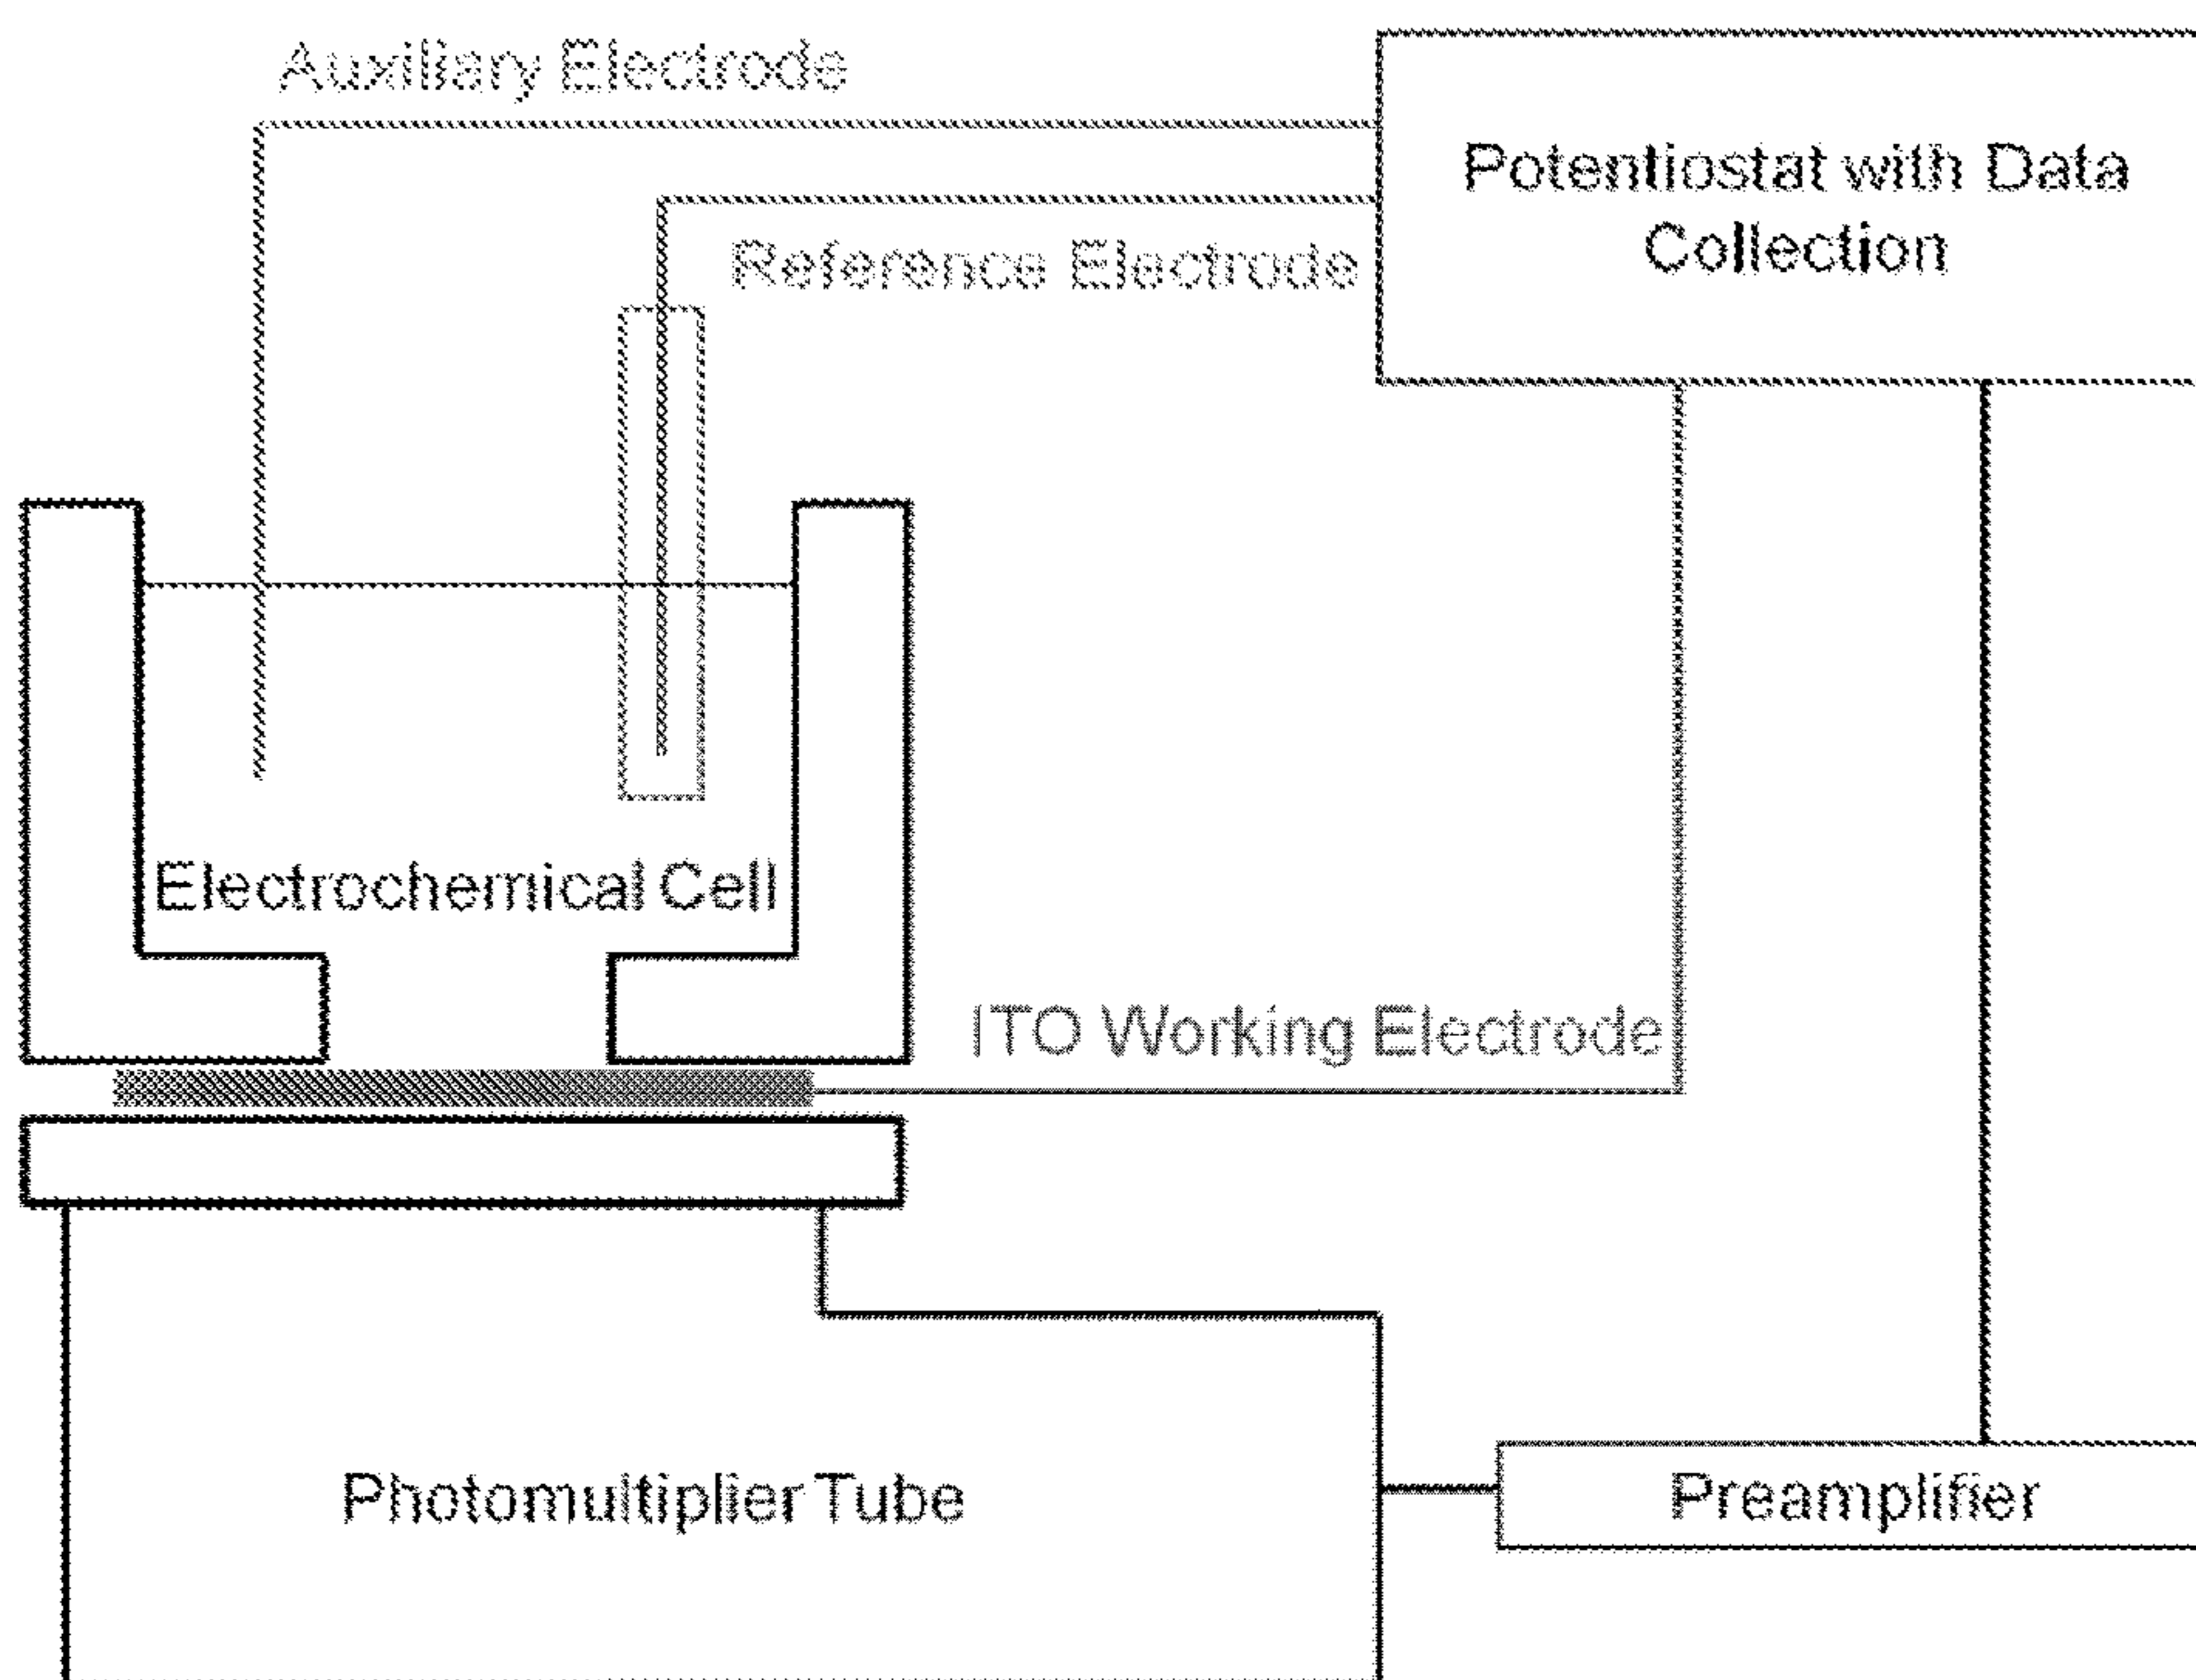 Auxiliary Electrode
Potentiostat with Data
Collection
Reference Electrode
Electrochemical Cell
ITO Working Electrode
Photomultiplier Tube
Preamplifier